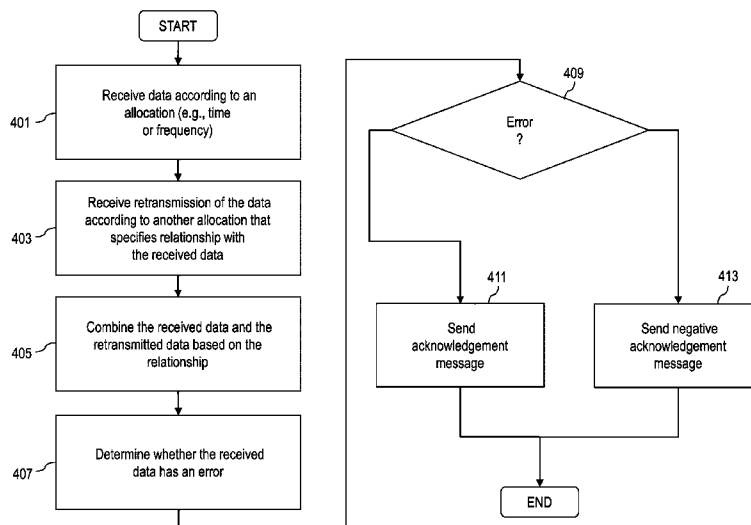 START
401
Receive data according to an
allocation (e.g., time
or frequency)
403
Receive retransmission of the data
according to another allocation that
specifies relationship with
the received data
405
Combine the received data and the
retransmitted data based on the
relationship
407
Determine whether the received
data has an error
409
Error
?
411
Send
acknowledgement
message
413
Send negative
acknowledgement
message
END